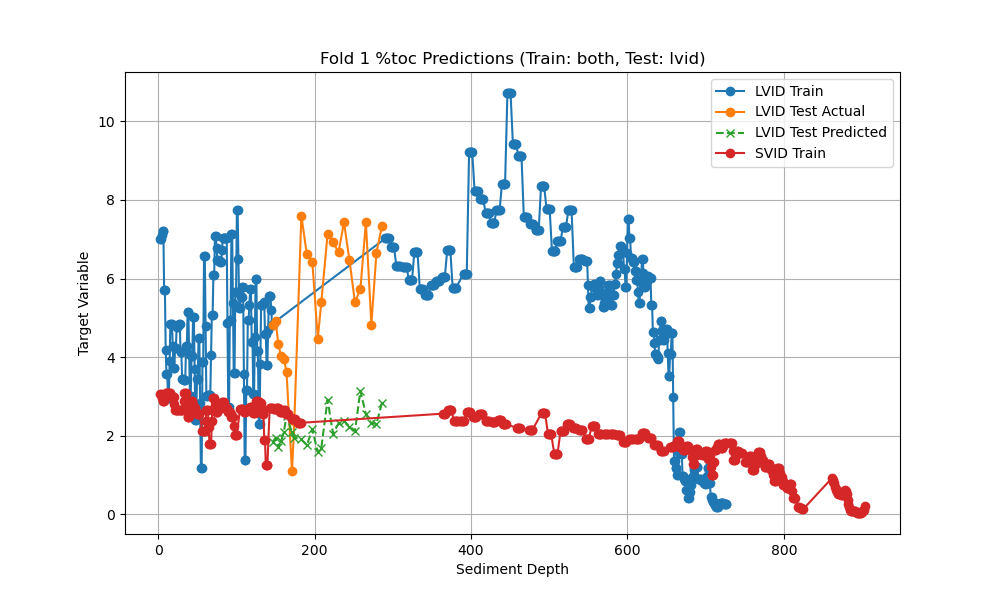 Fold 1 %toc Predictions (Train: both, Test: lvid)
LVID Train
LVID Test Actual
LVID Test Predicted
SVID Train
Target Variable
10
8
6
4
2
0
0 200 400 600 800
Sediment Depth